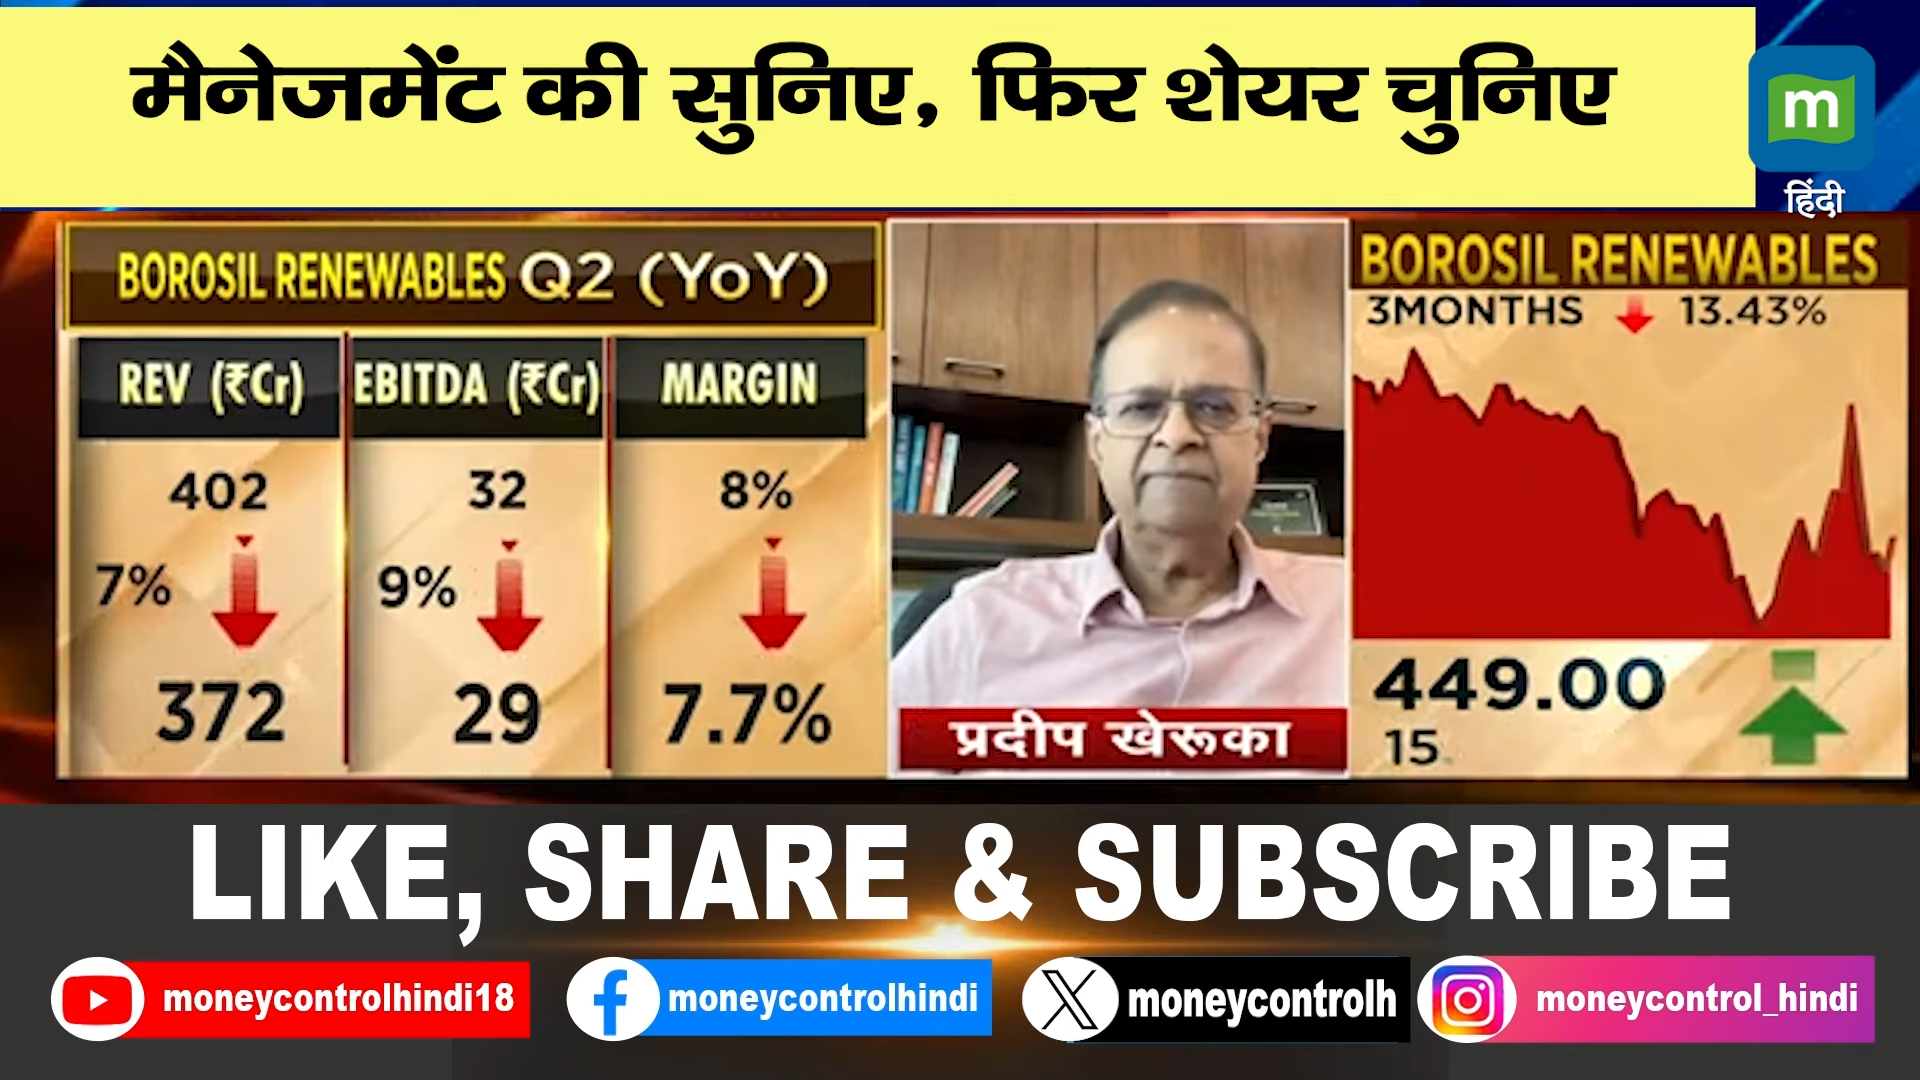 मैनेजमेंट की सुनिए, फिर शेयर चुनिए
m
हिंदी
BOROSIL RENEWABLES Q2 (YoY)
REV (₹Cr) EBITDA (₹Cr) MARGIN
402 32 8%
7% 9%
372 29 7.7%
प्रदीप खेरूका
BOROSIL RENEWABLES
3MONTHS 13.43%
449.00
15
LIKE, SHARE & SUBSCRIBE
moneycontrolhindi18 moneycontrolhindi moneycontrolh moneycontrol_hindi